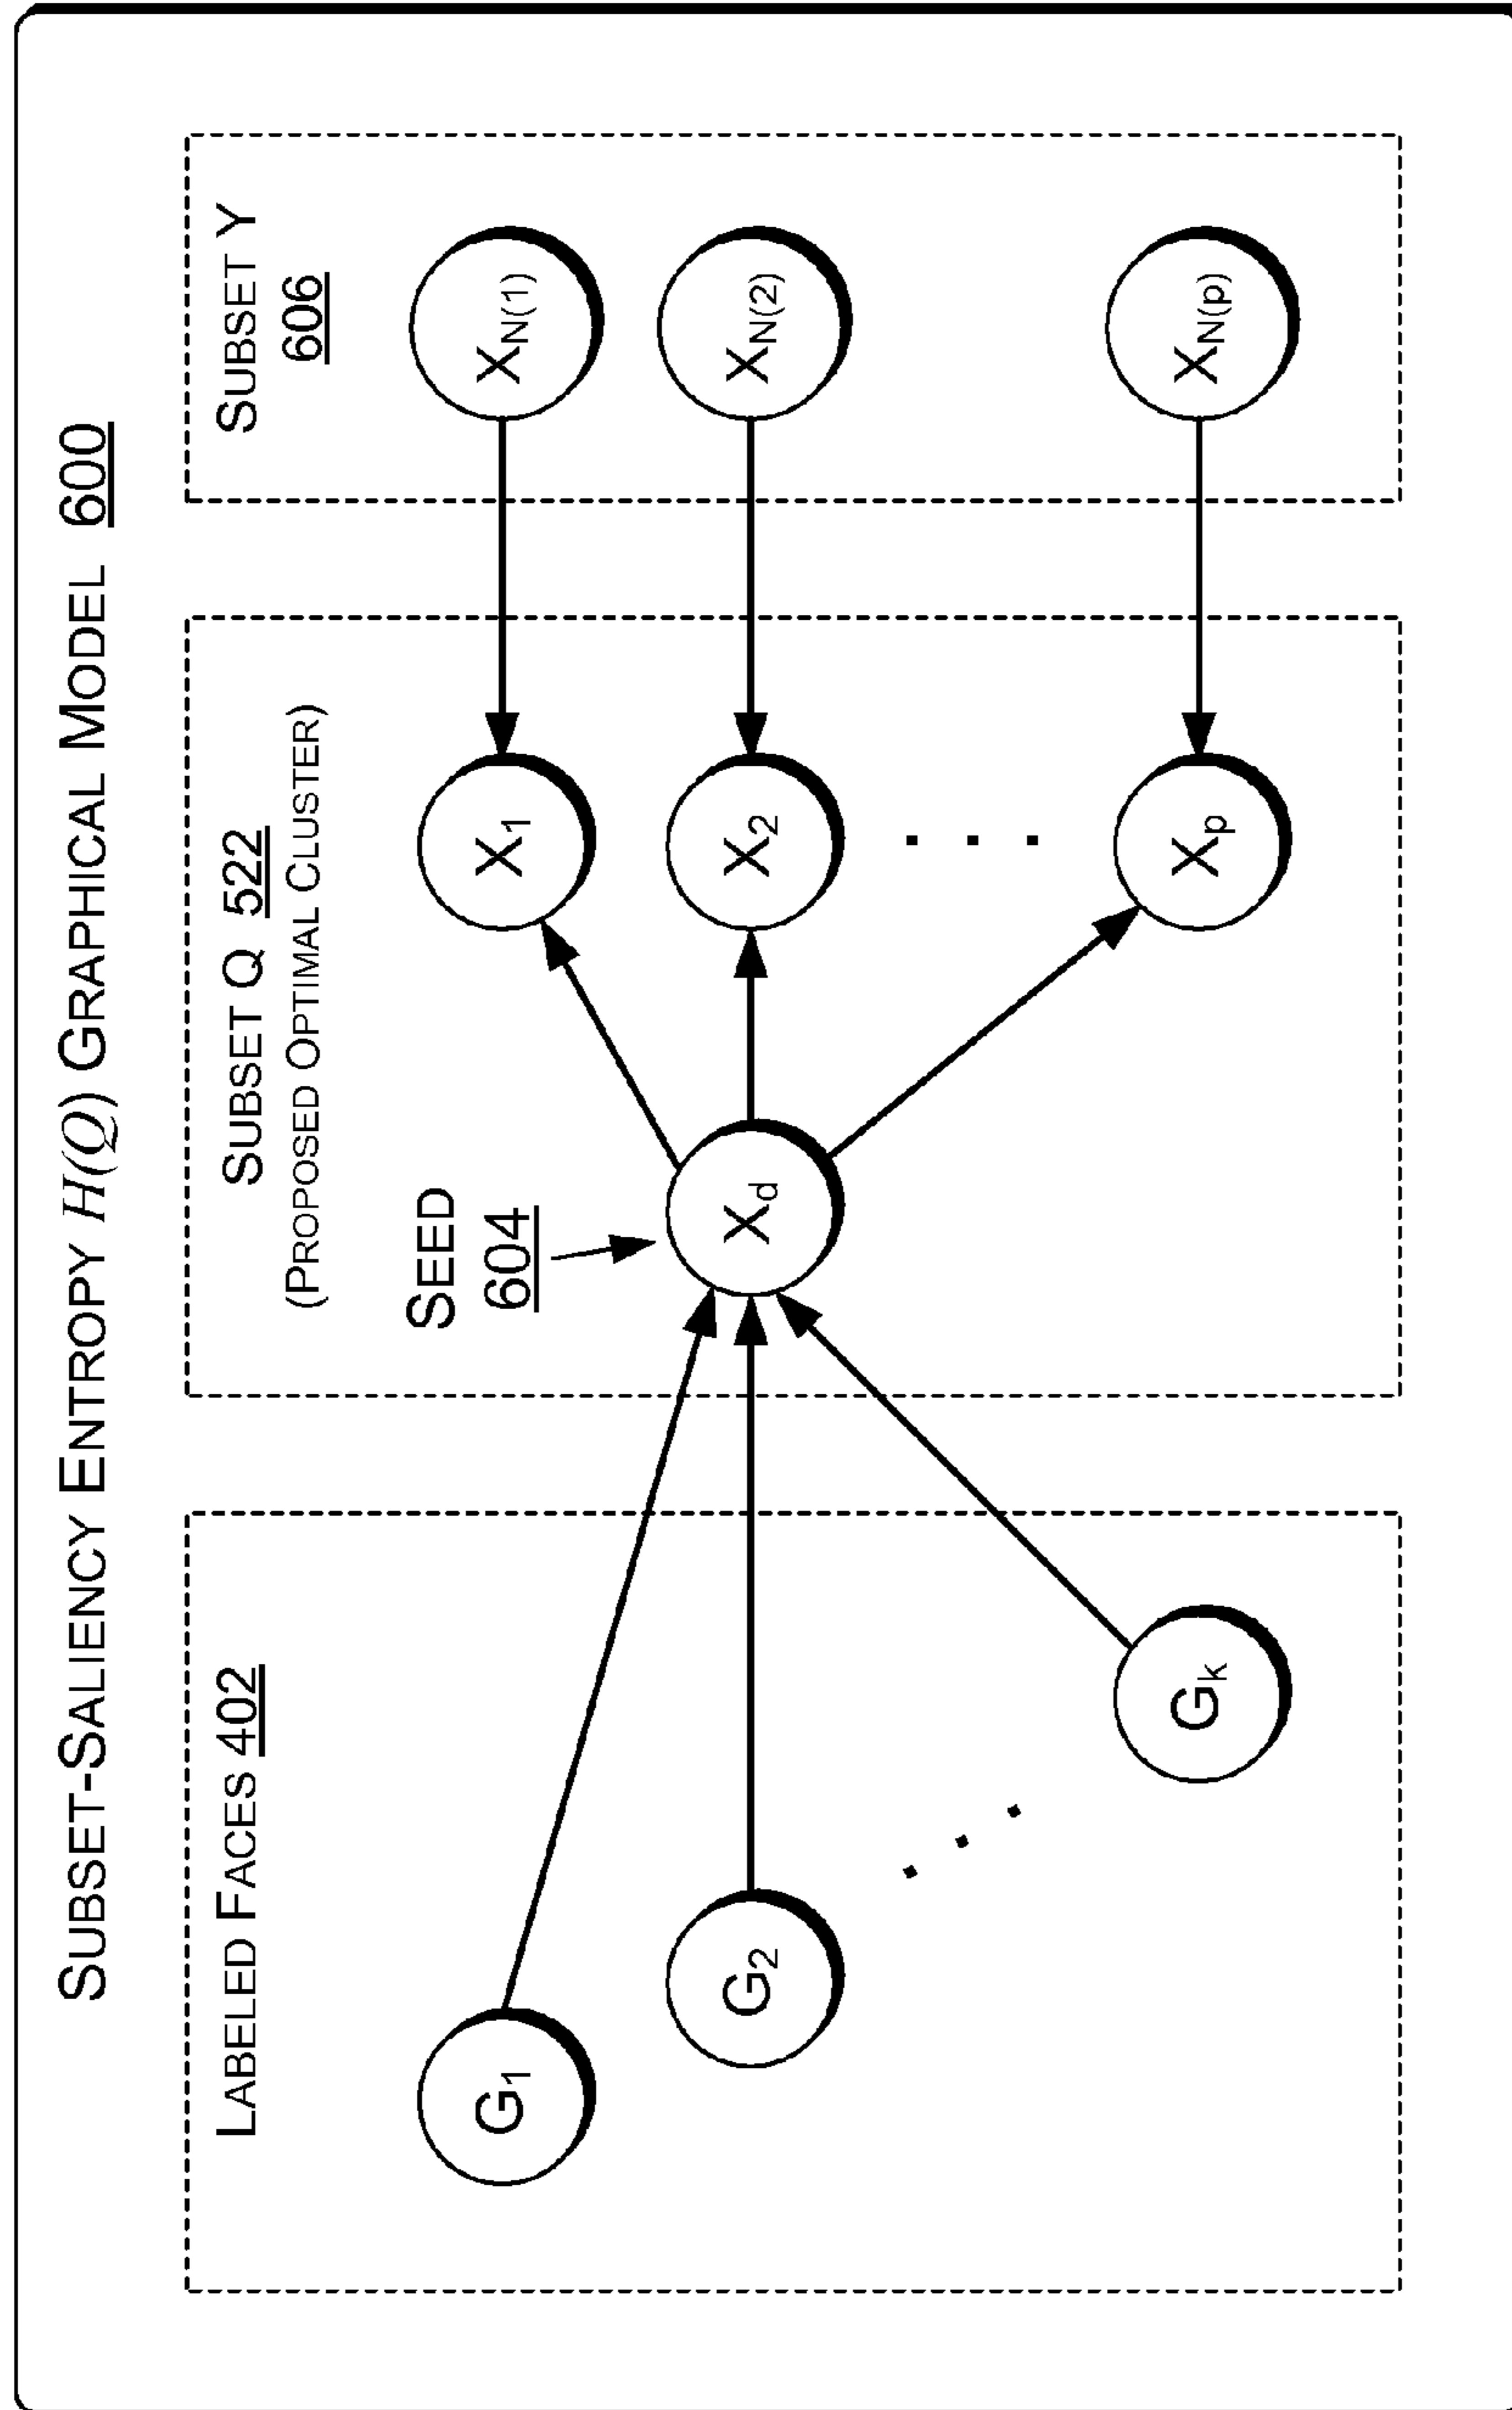 SUBSET-SALIENCY ENTROPY H(Q) GRAPHICAL MODEL 600
LABELED FACES 402
G1
G2
. . .
Gk
SUBSET Q 522
(PROPOSED OPTIMAL CLUSTER)
SEED
604
Xd
X1
X2
. . .
Xp
SUBSET Y
606
XN(1)
XN(2)
XN(p)